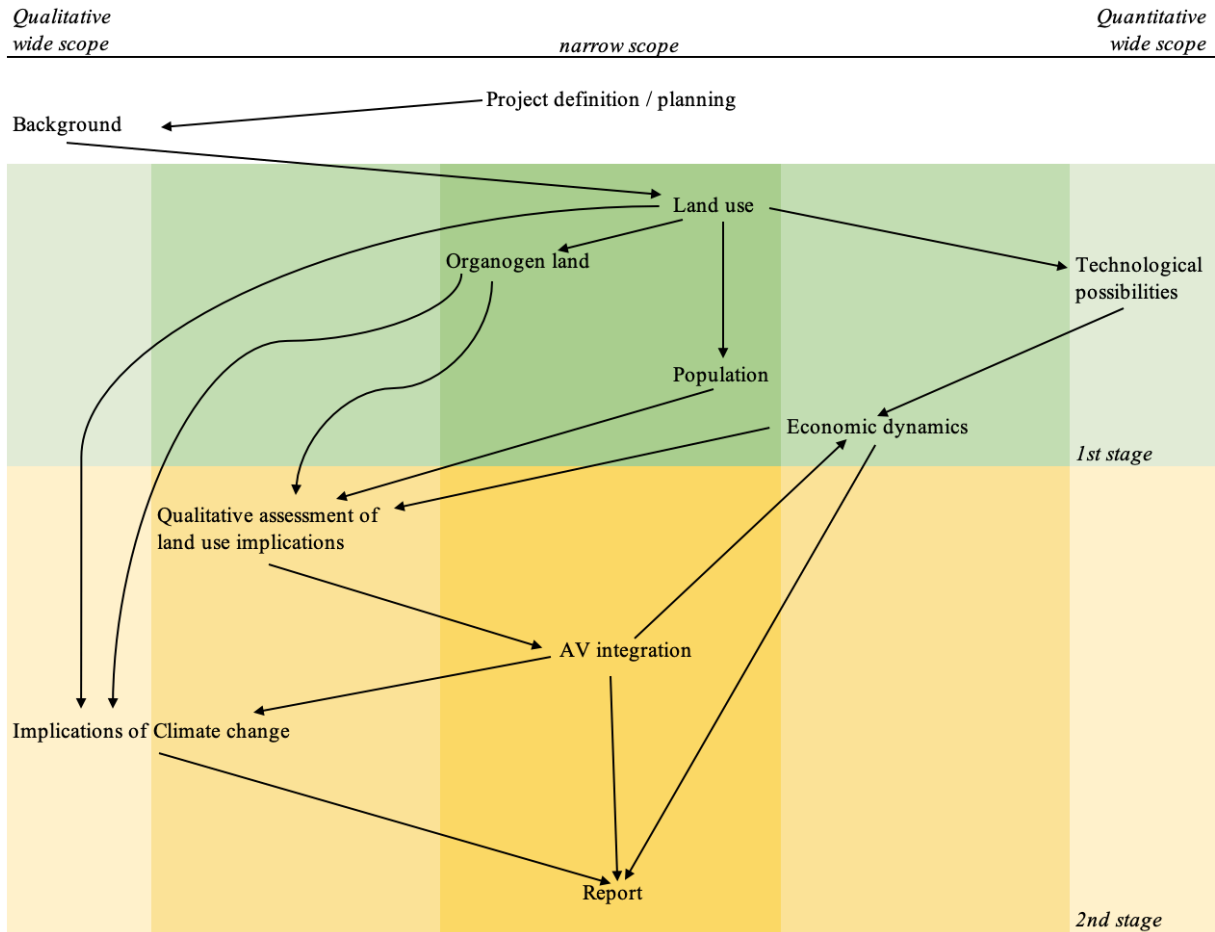 Qualitative
wide scope
narrow scope
Quantitative
wide scope
Project definition / planning
Background
Land use
Organogen land
Technological
possibilities
Population
Economic dynamics
1st stage
Qualitative assessment of
land use implications
AV integration
Implications of Climate change
Report
2nd stage